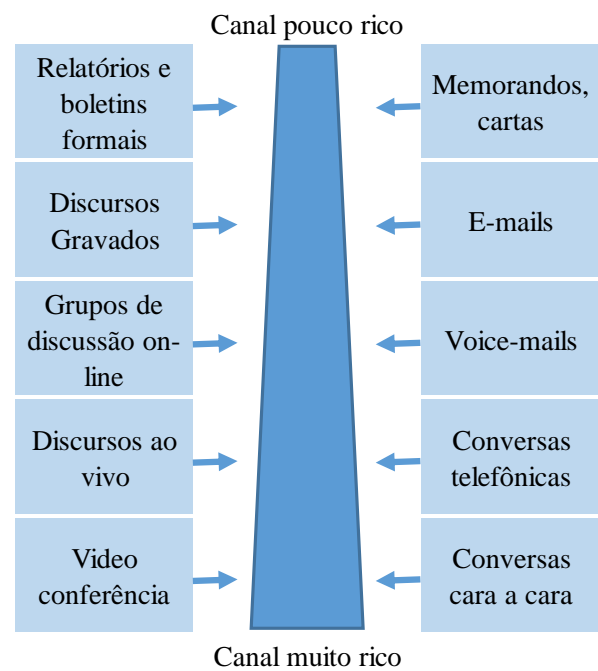 Canal pouco rico
Relatórios e
boletins
formais
Memorandos,
cartas
Discursos
Gravados
E-mails
Grupos de
discussão on-
line
Voice-mails
Discursos ao
vivo
Conversas
telefônicas
Video
conferência
Conversas
cara a cara
Canal muito rico